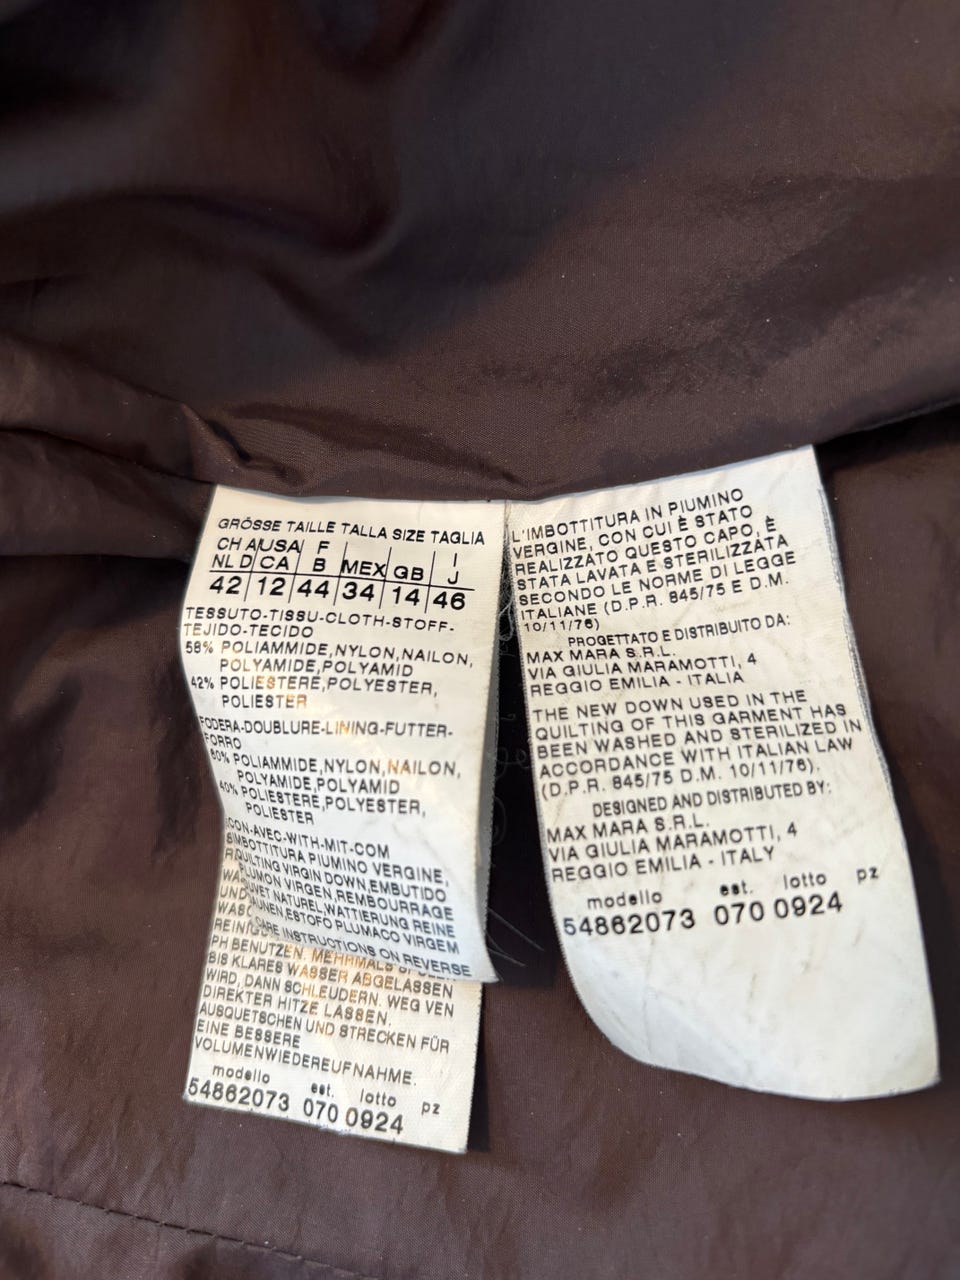 GRÖSSE TAILLE TALLA SIZE TAGLIA
CH A USA F I
NL D CA B MEX GB J
42 12 44 34 14 46
TESSUTO-TISSU-CLOTH-STOFF-
TEJIDO-TECIDO
58% POLIAMMIDE,NYLON,NAILON,
POLYAMIDE,POLYAMID
42% POLIESTERE,POLYESTER,
POLIESTER
FODERA-DOUBLURE-LINING-FUTTER-
FORRO
60% POLIAMMIDE,NYLON,NAILON,
POLYAMIDE,POLYAMID
40% POLIESTERE,POLYESTER,
POLIESTER
CON-AVEC-WITH-MIT-COM
IMBOTTITURA PIUMINO VERGINE,
QUILTING VIRGIN DOWN,EMBUTIDO
PLUMON VIRGEN,REMBOURRAGE
DUVET NATUREL,WATTIERUNG REINE
DAUNEN,ESTOFO PLUMACO VIRGEM
CARE INSTRUCTIONS ON REVERSE
PH BENUTZEN. MEHRMALS
BIS KLARES WASSER ABGELASSEN
WIRD, DANN SCHLEUDERN. WEG VEN
DIREKTER HITZE LASSEN.
AUSQUETSCHEN UND STRECKEN FÜR
EINE BESSERE
VOLUMENWIEDEREUFNAHME.
modello est. lotto pz
54862073 070 0924
L'IMBOTTITURA IN PIUMINO
VERGINE, CON CUI È STATO
REALIZZATO QUESTO CAPO, È
STATA LAVATA E STERILIZZATA
SECONDO LE NORME DI LEGGE
ITALIANE (D.P.R. 845/75 E D.M.
10/11/76)
PROGETTATO E DISTRIBUITO DA:
MAX MARA S.R.L.
VIA GIULIA MARAMOTTI, 4
REGGIO EMILIA - ITALIA
THE NEW DOWN USED IN THE
QUILTING OF THIS GARMENT HAS
BEEN WASHED AND STERILIZED IN
ACCORDANCE WITH ITALIAN LAW
(D.P.R. 845/75 D.M. 10/11/76).
DESIGNED AND DISTRIBUTED BY:
MAX MARA S.R.L.
VIA GIULIA MARAMOTTI, 4
REGGIO EMILIA - ITALY
modello est. lotto pz
54862073 070 0924